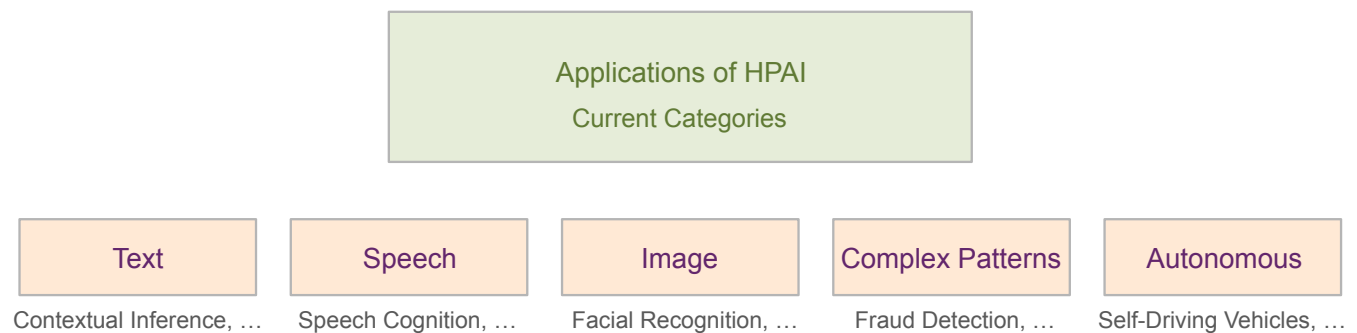 Applications of HPAI
Current Categories
Text
Speech
Image
Complex Patterns
Autonomous
Contextual Inference, …
Speech Cognition, …
Facial Recognition, …
Fraud Detection, …
Self-Driving Vehicles, …